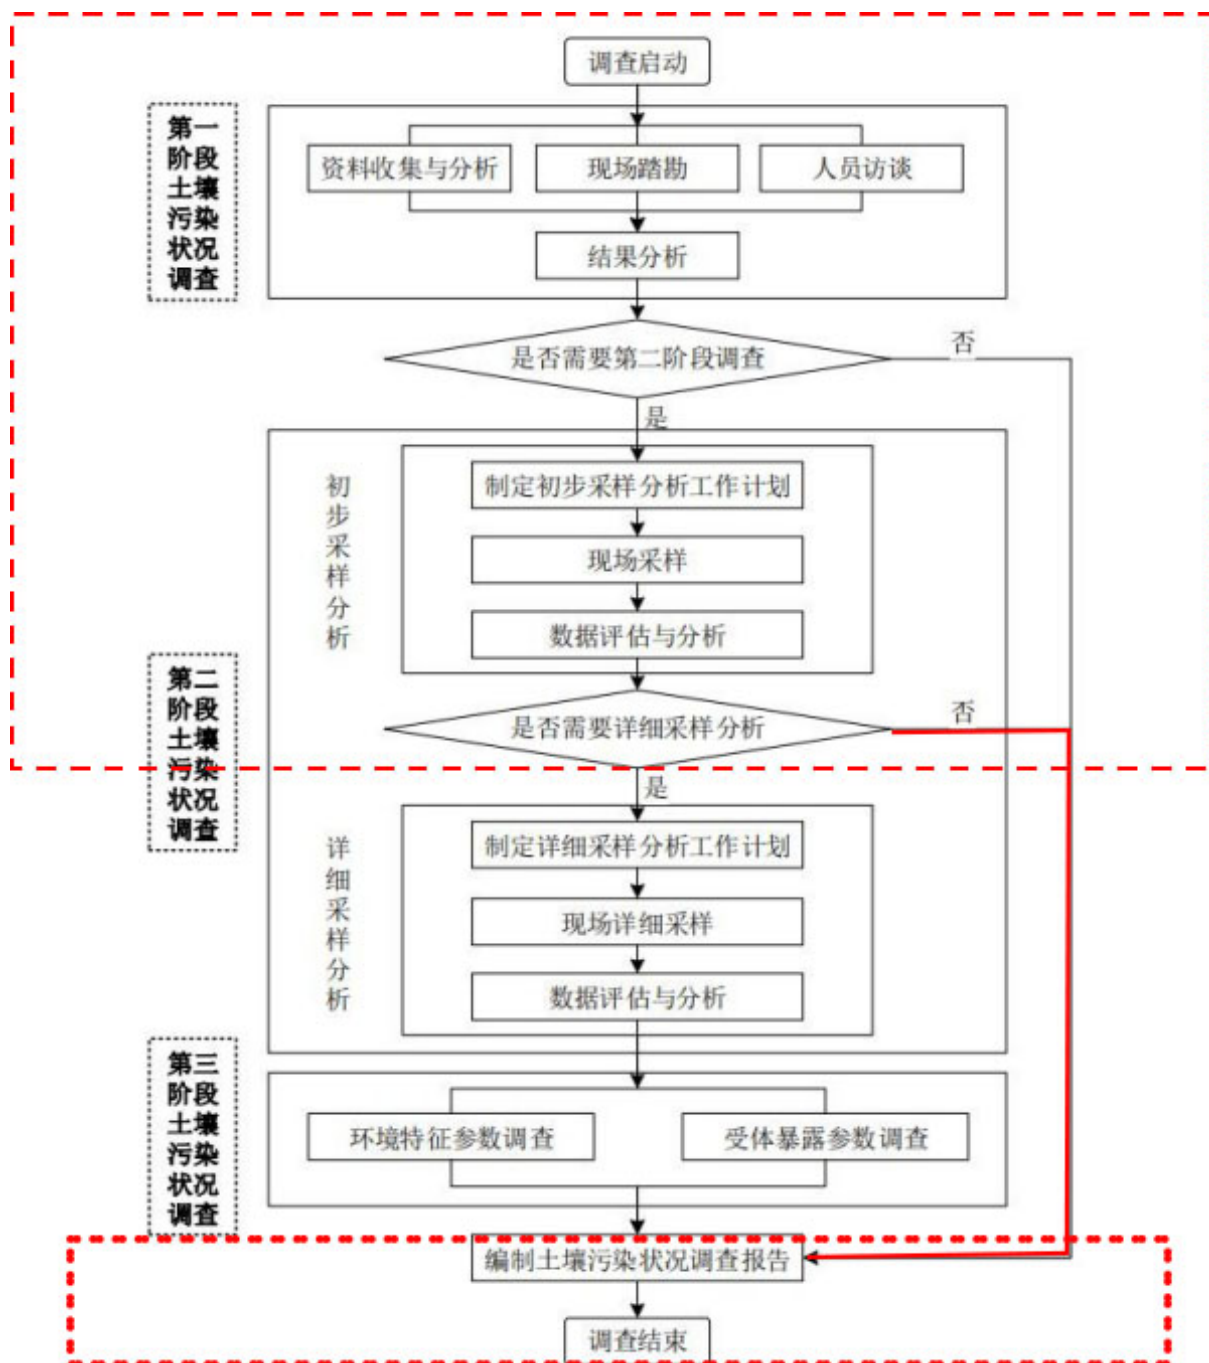 调查启动
第一
阶段
土壤
污染
状况
调查
资料收集与分析
现场踏勘
人员访谈
结果分析
是否需要第二阶段调查
否
是
初
步
采
样
分
析
制定初步采样分析工作计划
现场采样
数据评估与分析
第二
阶段
土壤
污染
状况
调查
是否需要详细采样分析
否
是
详
细
采
样
分
析
制定详细采样分析工作计划
现场详细采样
数据评估与分析
第三
阶段
土壤
污染
状况
调查
环境特征参数调查
受体暴露参数调查
编制土壤污染状况调查报告
调查结束